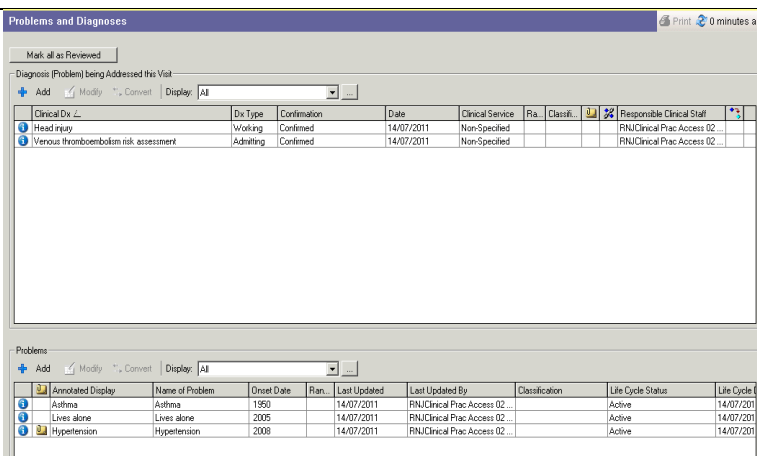 Problems and Diagnoses Print 0 minutes a
Mark all as Reviewed
Diagnosis (Problem) being Addressed this Visit
Add Modify Convert Display: All ...
Clinical Dx Dx Type Confirmation Date Clinical Service Ra... Classifi... Responsible Clinical Staff
Head injury Working Confirmed 14/07/2011 Non-Specified RNJClinical Prac Access 02 ...
Venous thromboembolism risk assessment Admitting Confirmed 14/07/2011 Non-Specified RNJClinical Prac Access 02 ...
Problems
Add Modify Convert Display: All ...
Annotated Display Name of Problem Onset Date Ran... Last Updated Last Updated By Classification Life Cycle Status Life Cycle
Asthma Asthma 1950 14/07/2011 RNJClinical Prac Access 02 ... Active 14/07/201
Lives alone Lives alone 2005 14/07/2011 RNJClinical Prac Access 02 ... Active 14/07/201
Hypertension Hypertension 2008 14/07/2011 RNJClinical Prac Access 02 ... Active 14/07/201